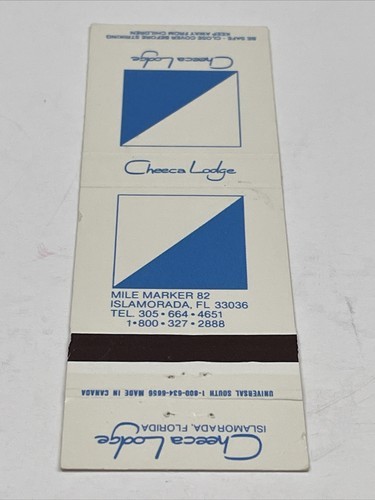 BE SAFE - CLOSE COVER BEFORE STRIKING
KEEP AWAY FROM CHILDREN
Cheeca Lodge
Cheeca Lodge
MILE MARKER 82
ISLAMORADA, FL 33036
TEL. 305 • 664 • 4651
1 • 800 • 327 • 2888
UNIVERSAL SOUTH 1-800-634-6656 MADE IN CANADA
Cheeca Lodge
ISLAMORADA, FLORIDA